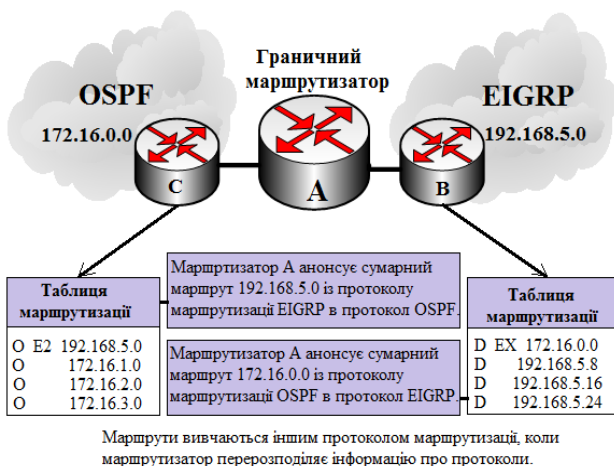 Граничний
маршрутизатор
OSPF
172.16.0.0
EIGRP
192.168.5.0
C
A
B
Таблиця
маршрутизації
O E2 192.168.5.0
O 172.16.1.0
O 172.16.2.0
O 172.16.3.0
Маршртизатор А анонсує сумарний
маршрут 192.168.5.0 із протоколу
маршрутизації EIGRP в протокол OSPF.
Маршрутизатор А анонсує сумарний
маршрут 172.16.0.0 із протоколу
маршрутизації OSPF в протокол EIGRP.
Таблиця
маршрутизації
D EX 172.16.0.0
D 192.168.5.8
D 192.168.5.16
D 192.168.5.24
Маршрути вивчаються іншим протоколом маршрутизації, коли
маршрутизатор перерозподіляє інформацію про протоколи.